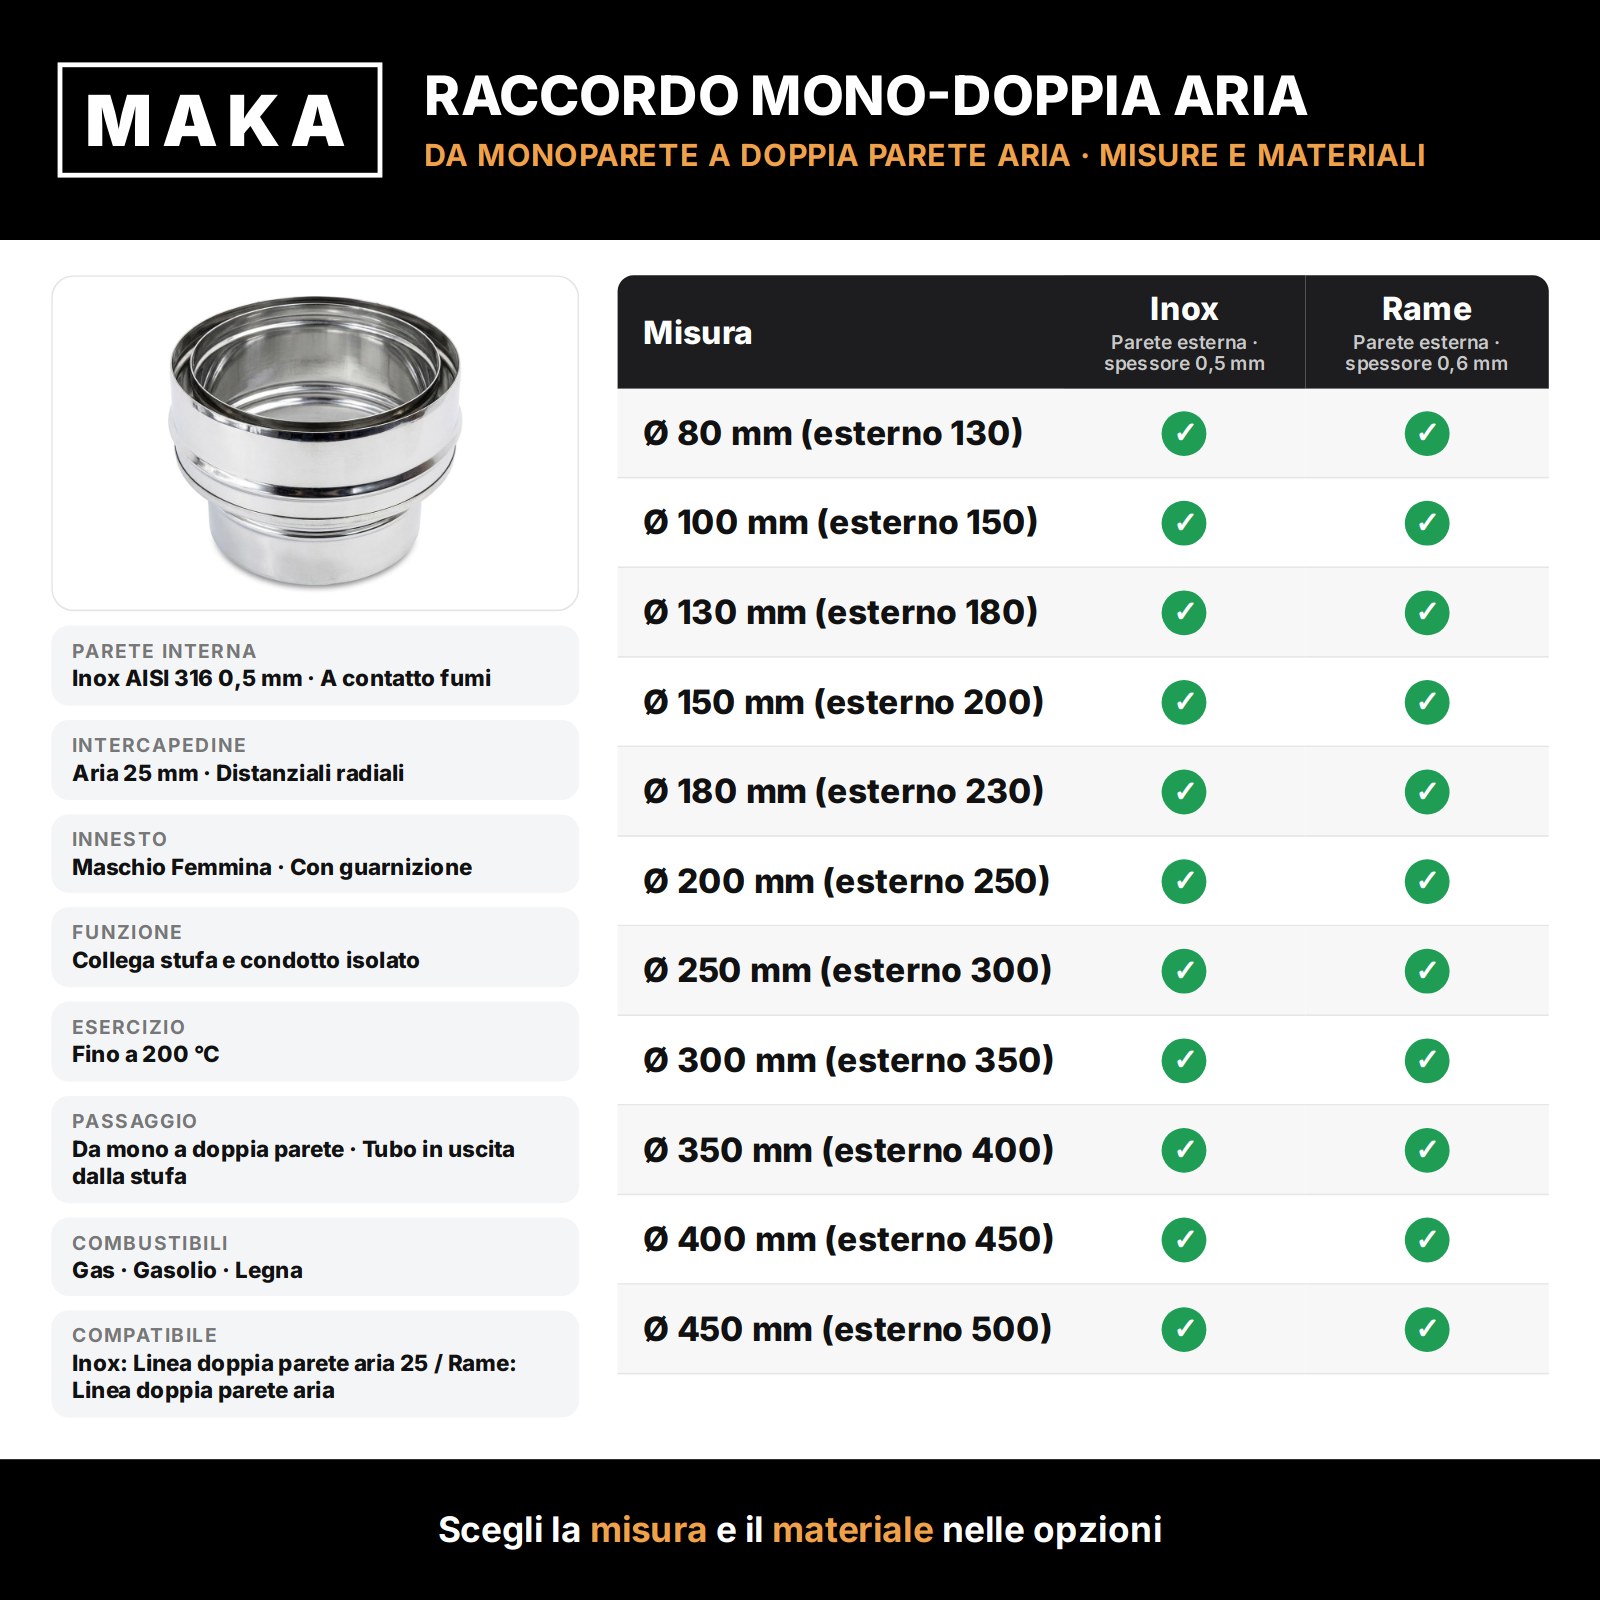 MAKA
RACCORDO MONO-DOPPIA ARIA
DA MONOPARETE A DOPPIA PARETE ARIA · MISURE E MATERIALI
PARETE INTERNA
Inox AISI 316 0,5 mm · A contatto fumi
INTERCAPEDINE
Aria 25 mm · Distanziali radiali
INNESTO
Maschio Femmina · Con guarnizione
FUNZIONE
Collega stufa e condotto isolato
ESERCIZIO
Fino a 200 °C
PASSAGGIO
Da mono a doppia parete · Tubo in uscita
dalla stufa
COMBUSTIBILI
Gas · Gasolio · Legna
COMPATIBILE
Inox: Linea doppia parete aria 25 / Rame:
Linea doppia parete aria
Misura
Inox
Parete esterna ·
spessore 0,5 mm
Rame
Parete esterna ·
spessore 0,6 mm
Ø 80 mm (esterno 130) ✓ ✓
Ø 100 mm (esterno 150) ✓ ✓
Ø 130 mm (esterno 180) ✓ ✓
Ø 150 mm (esterno 200) ✓ ✓
Ø 180 mm (esterno 230) ✓ ✓
Ø 200 mm (esterno 250) ✓ ✓
Ø 250 mm (esterno 300) ✓ ✓
Ø 300 mm (esterno 350) ✓ ✓
Ø 350 mm (esterno 400) ✓ ✓
Ø 400 mm (esterno 450) ✓ ✓
Ø 450 mm (esterno 500) ✓ ✓
Scegli la misura e il materiale nelle opzioni